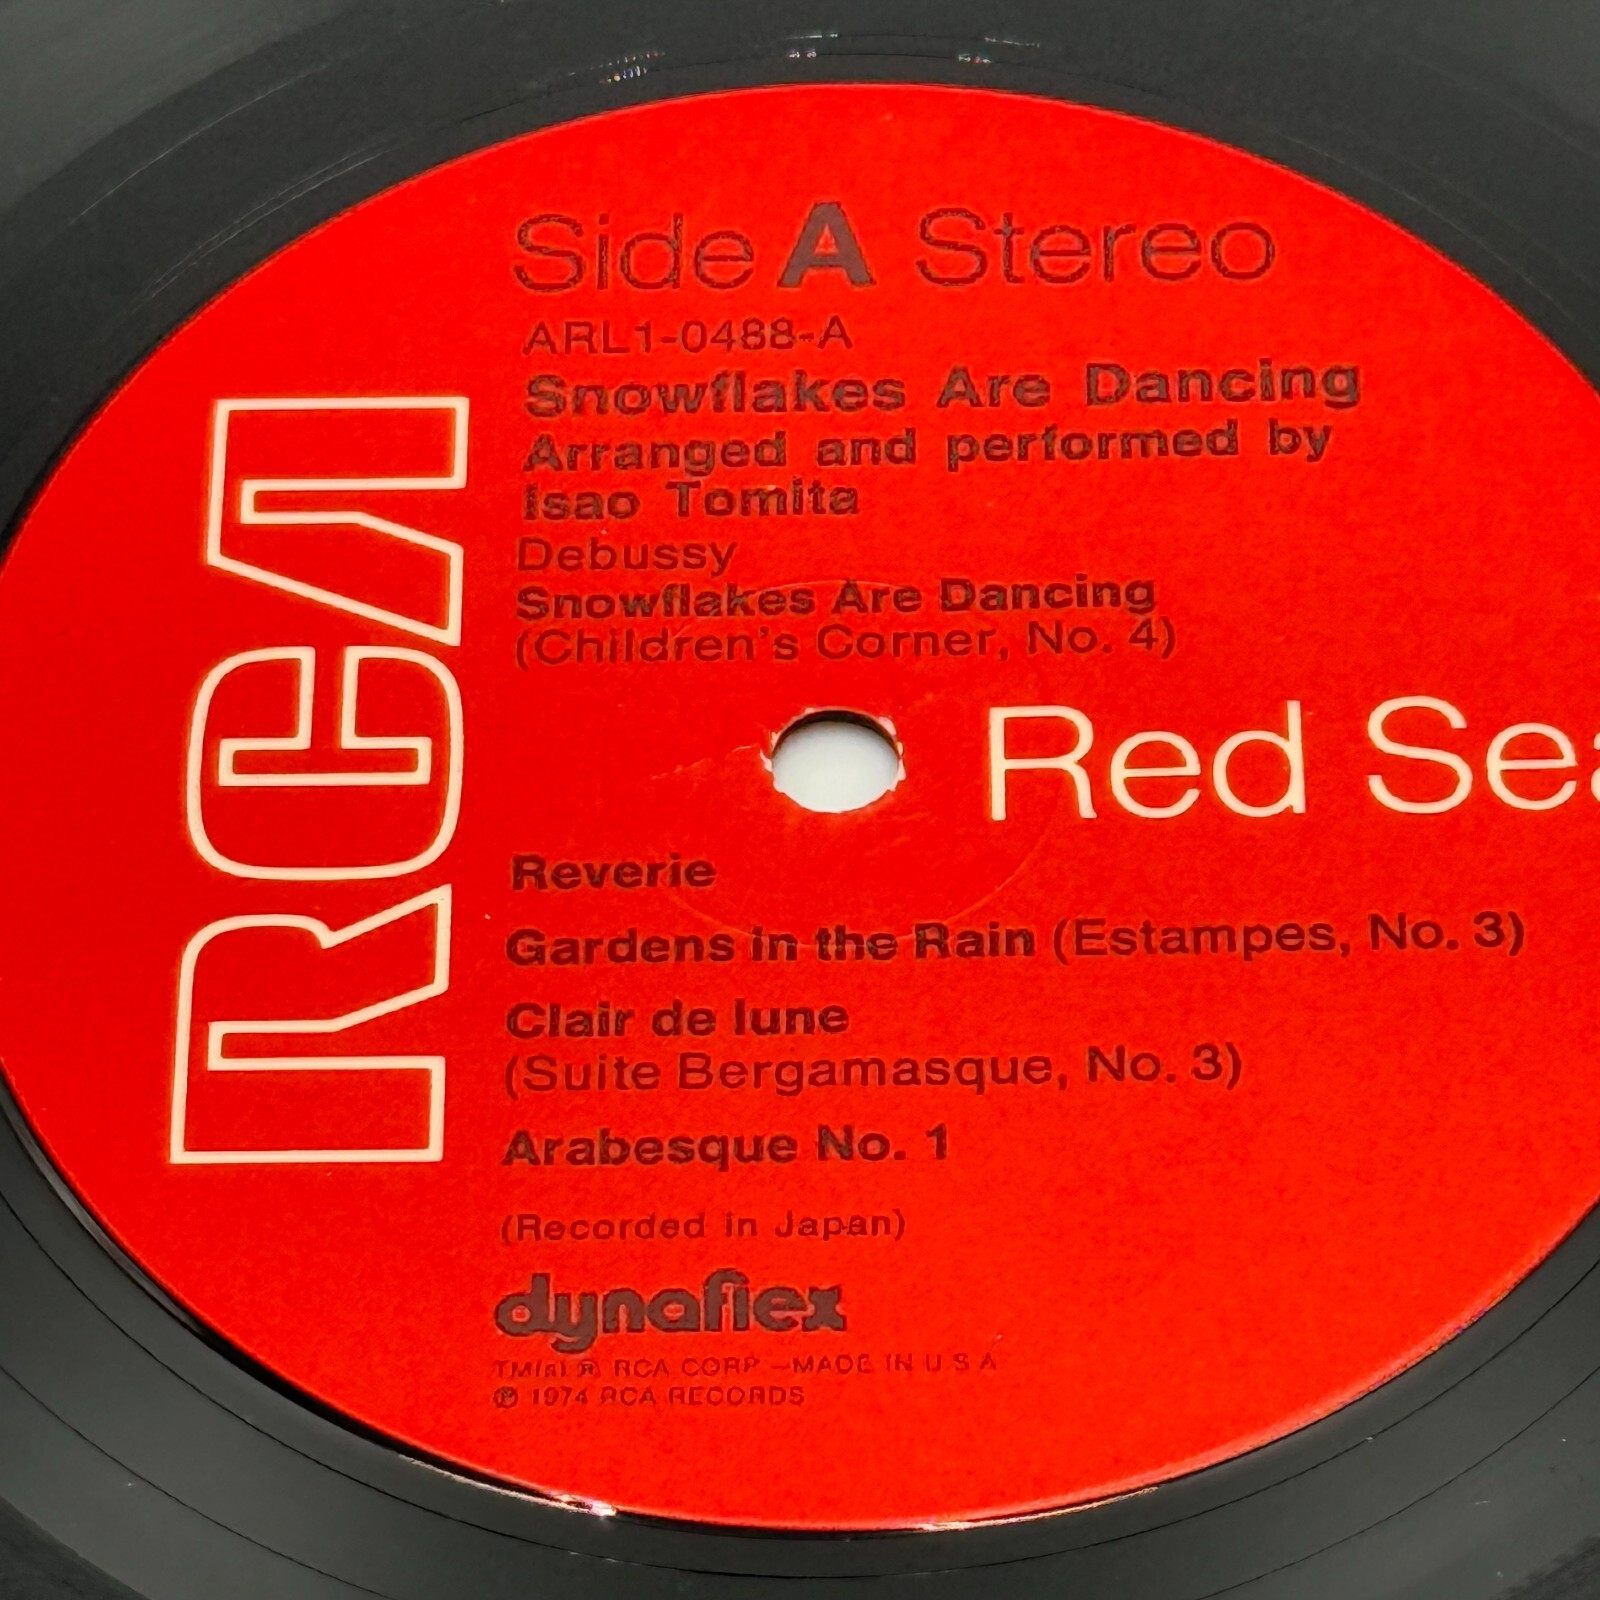 Side A Stereo
ARL1-0488-A
Snowflakes Are Dancing
Arranged and performed by
Isao Tomita
Debussy
Snowflakes Are Dancing
(Children's Corner, No. 4)
RCA
Red Sea
Reverie
Gardens in the Rain (Estampes, No. 3)
Clair de lune
(Suite Bergamasque, No. 3)
Arabesque No. 1
(Recorded in Japan)
dynaflex
TM(s) ® RCA CORP.-MADE IN U S A
℗ 1974 RCA RECORDS